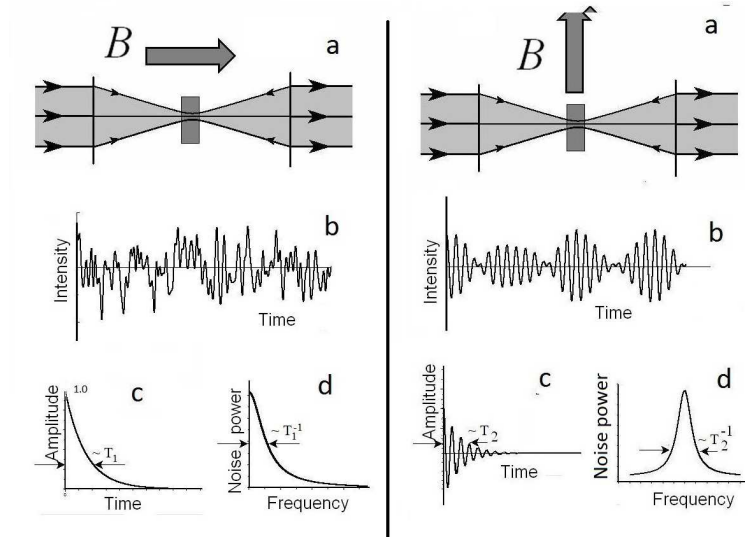 B
a
b
Intensity
Time
c
Amplitude
1.0
0
~ T₁
Time
d
Noise power
~ T₁⁻¹
Frequency
a
B
b
Intensity
Time
c
Amplitude
~ T₂
Time
d
Noise power
~ T₂⁻¹
Frequency